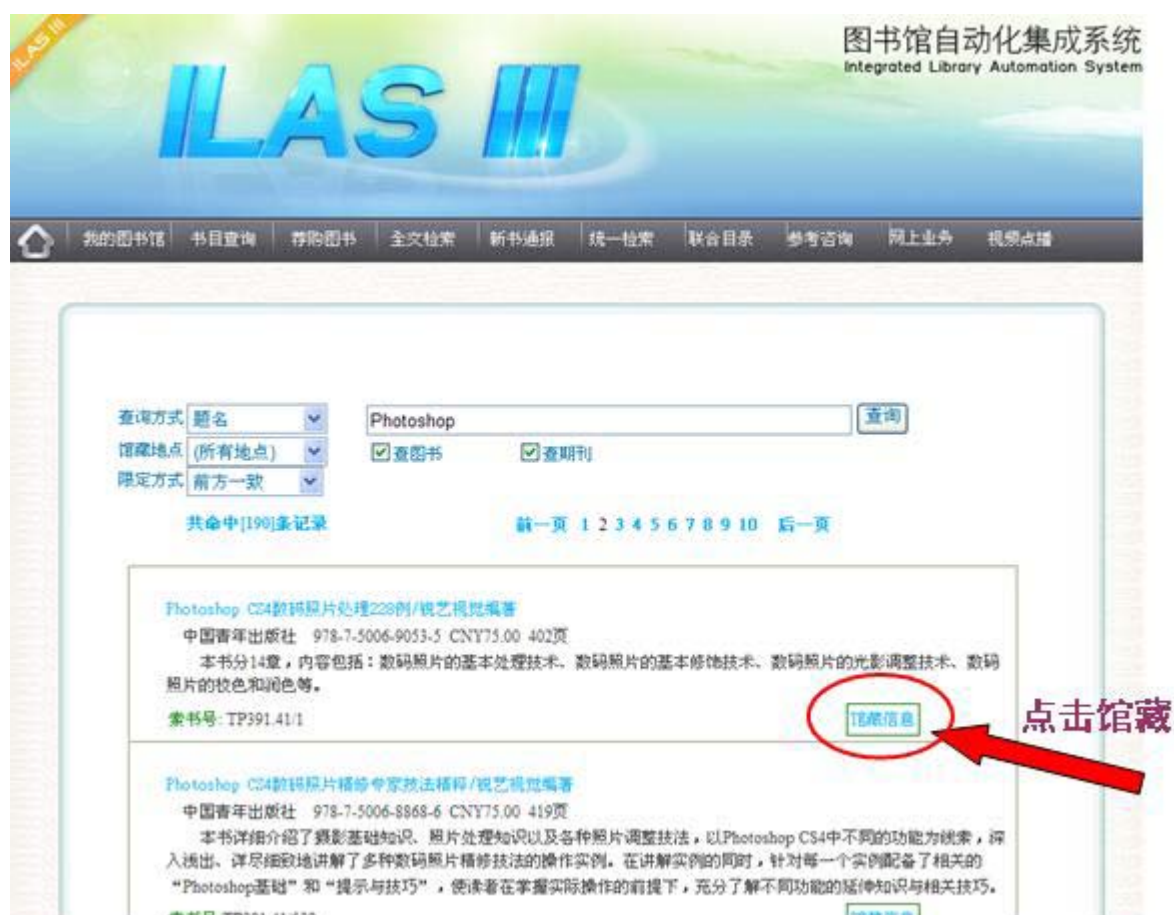 ILAS III
图书馆自动化集成系统
Integrated Library Automation System
ILAS III
我的图书馆 书目查询 荐购图书 全文检索 新书通报 统一检索 联合目录 参考咨询 网上业务 视频点播
查询方式 题名 Photoshop 查询
馆藏地点 (所有地点) 查图书 查期刊
限定方式 前方一致
共命中[190]条记录 前一页 1 2 3 4 5 6 7 8 9 10 后一页
Photoshop CS4数码照片处理228例/锐艺视觉编著
中国青年出版社 978-7-5006-9053-5 CNY75.00 402页
本书分14章，内容包括：数码照片的基本处理技术、数码照片的基本修饰技术、数码照片的光影调整技术、数码
照片的校色和润色等。
索书号: TP391.41/1 馆藏信息
点击馆藏
Photoshop CS4数码照片精修专家技法精粹/锐艺视觉编著
中国青年出版社 978-7-5006-8868-6 CNY75.00 419页
本书详细介绍了摄影基础知识、照片处理知识以及各种照片调整技法，以Photoshop CS4中不同的功能为线索，深
入浅出、详尽细致地讲解了多种数码照片精修技法的操作实例。在讲解实例的同时，针对每一个实例配备了相关的
“Photoshop基础”和“提示与技巧”，使读者在掌握实际操作的前提下，充分了解不同功能的延伸知识与相关技巧。